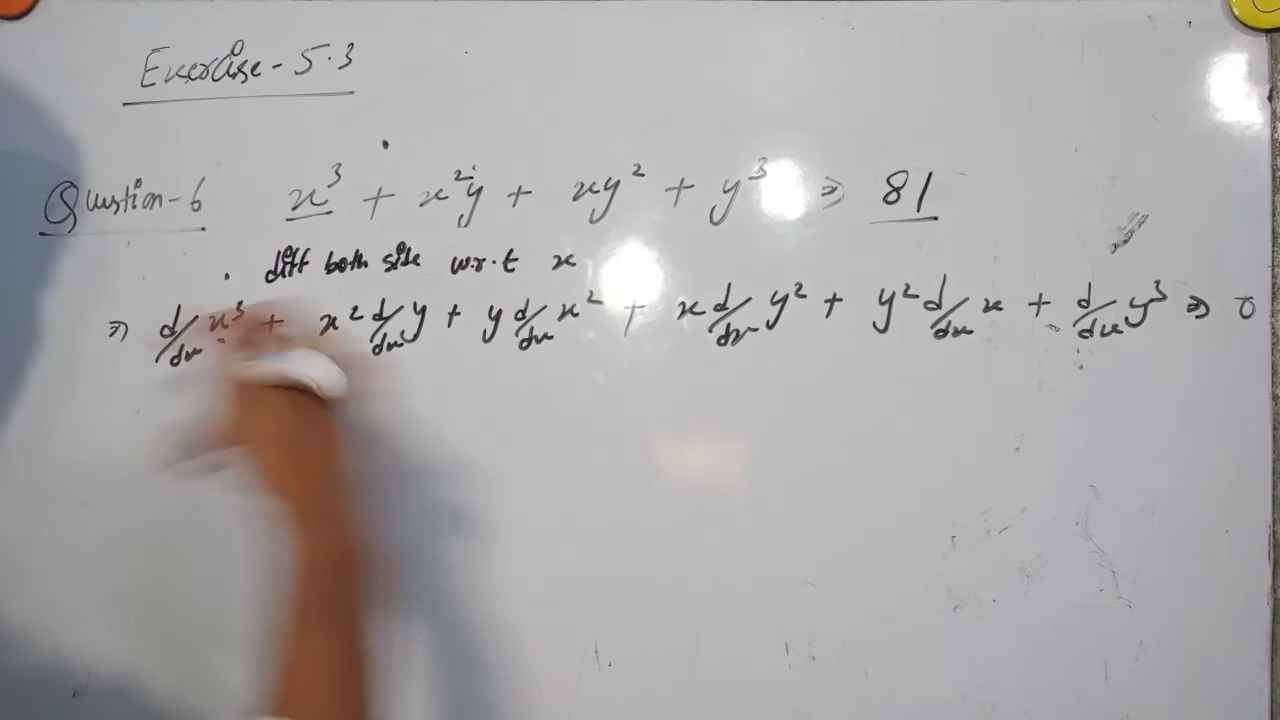 Exercise - 5.3
Question-6 x³ + x²y + xy² + y³ ⇒ 81
diff both side w.r.t x
⇒ d/dx x³ + x² d/dx y + y d/dx x² + x d/dx y² + y² d/dx x + d/dx y³ ⇒ 0